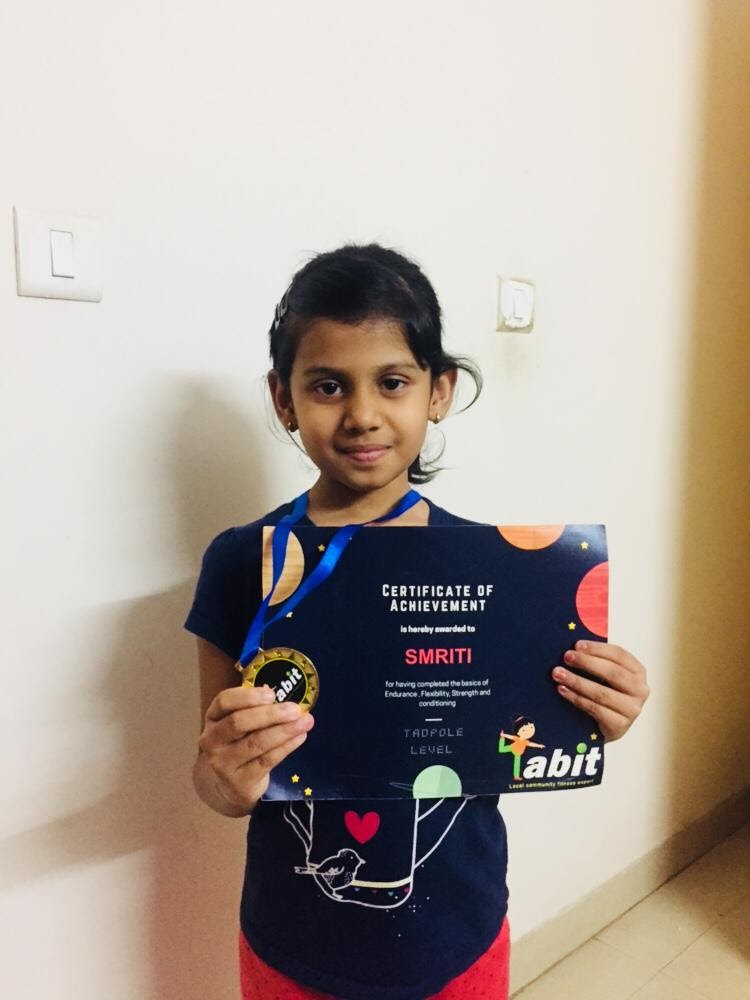 CERTIFICATE OF
ACHIEVEMENT
is hereby awarded to
SMRITI
for having completed the basics of
Endurance , Flexibility, Strength and
conditioning
TADPOLE
LEVEL
abit
Local community fitness expert
abit